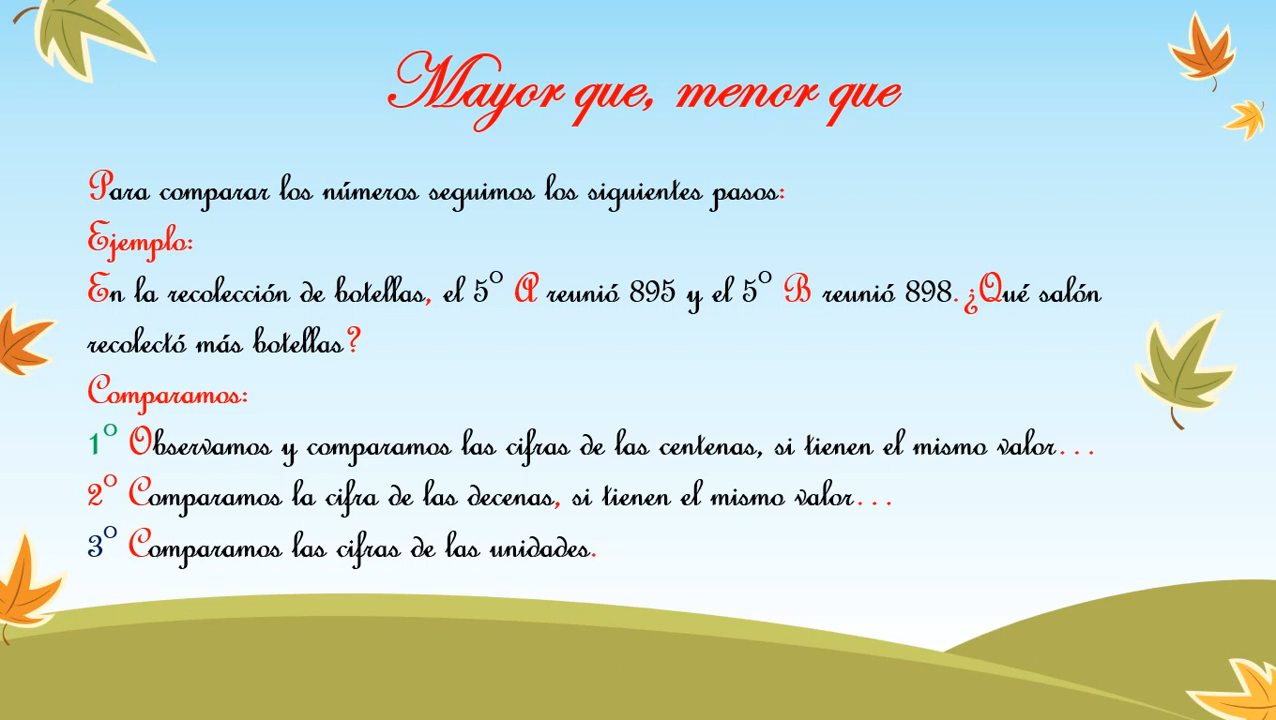 Mayor que, menor que
Para comparar los números seguimos los siguientes pasos:
Ejemplo:
En la recolección de botellas, el 5° A reunió 895 y el 5° B reunió 898. ¿Qué salón
recolectó más botellas?
Comparamos:
1° Observamos y comparamos las cifras de las centenas, si tienen el mismo valor...
2° Comparamos la cifra de las decenas, si tienen el mismo valor...
3° Comparamos las cifras de las unidades.